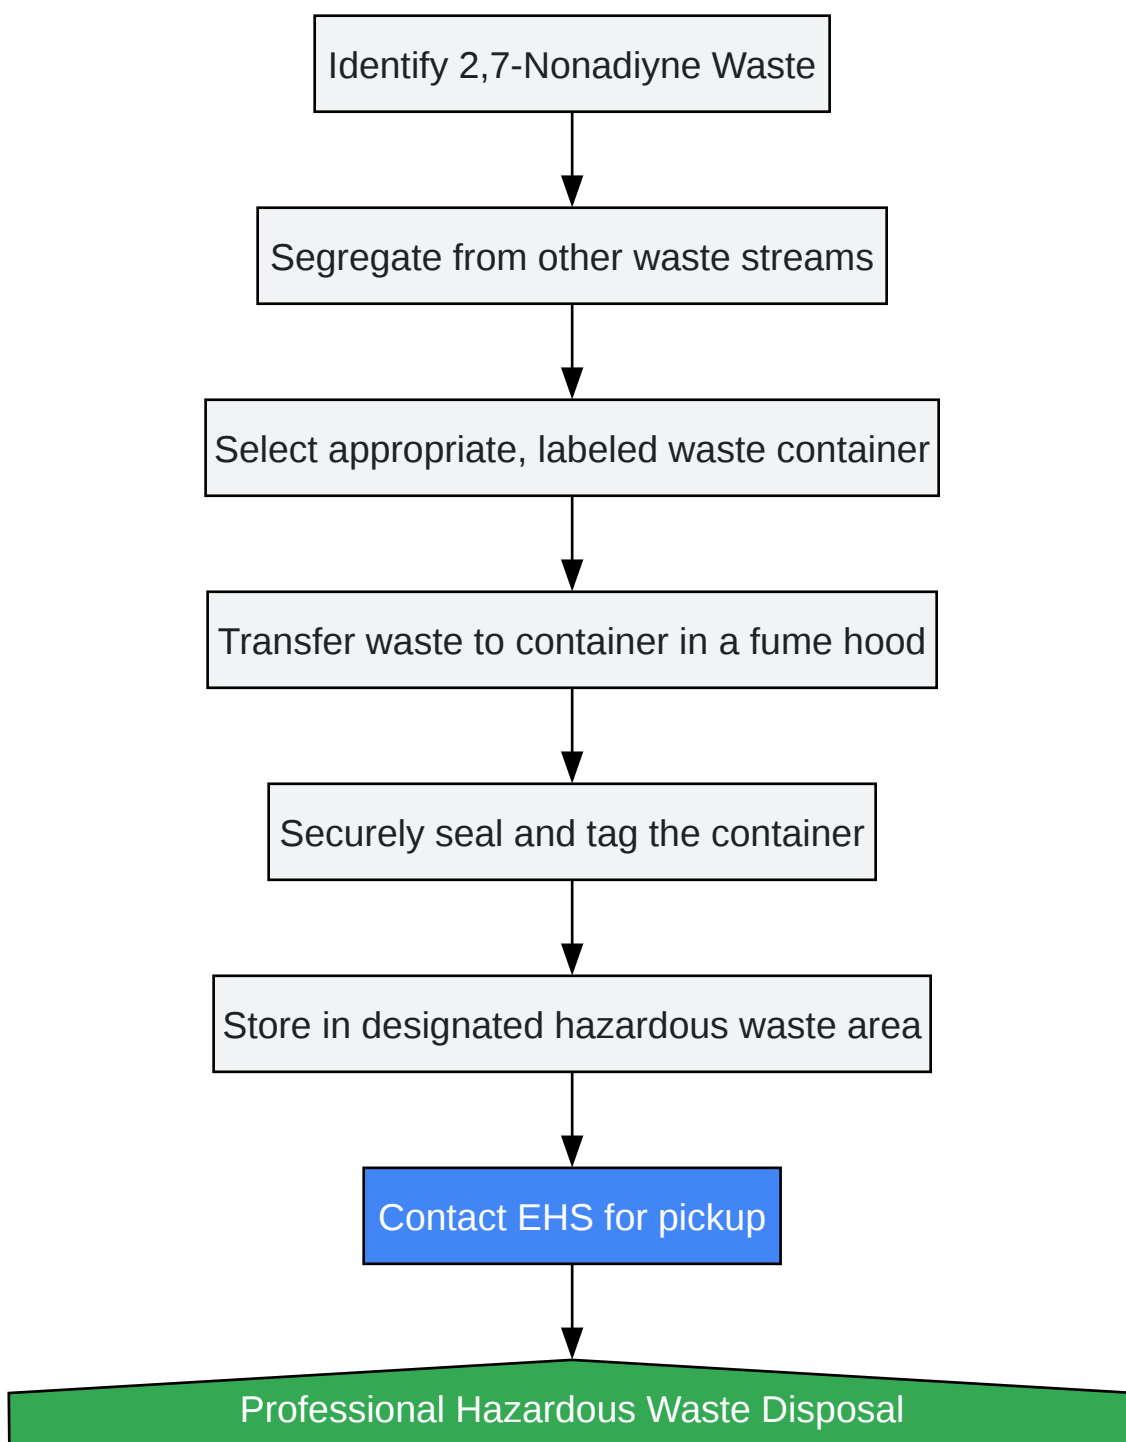 Identify 2,7-Nonadiyne Waste
Segregate from other waste streams
Select appropriate, labeled waste container
Transfer waste to container in a fume hood
Securely seal and tag the container
Store in designated hazardous waste area
Contact EHS for pickup
Professional Hazardous Waste Disposal